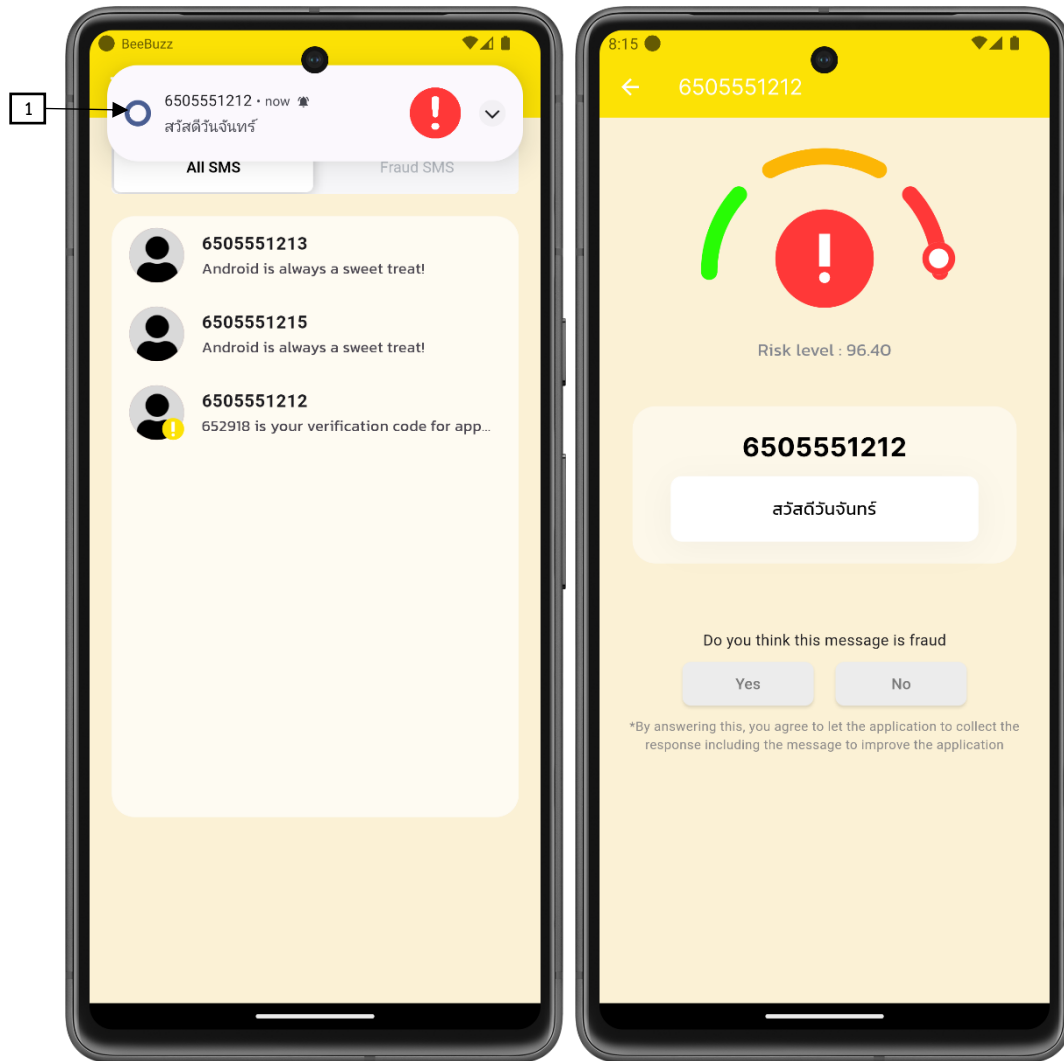 1
BeeBuzz
6505551212 • now
สวัสดีวันจันทร์
All SMS
Fraud SMS
6505551213
Android is always a sweet treat!
6505551215
Android is always a sweet treat!
6505551212
652918 is your verification code for app...
8:15
6505551212
Risk level : 96.40
6505551212
สวัสดีวันจันทร์
Do you think this message is fraud
Yes
No
*By answering this, you agree to let the application to collect the
response including the message to improve the application